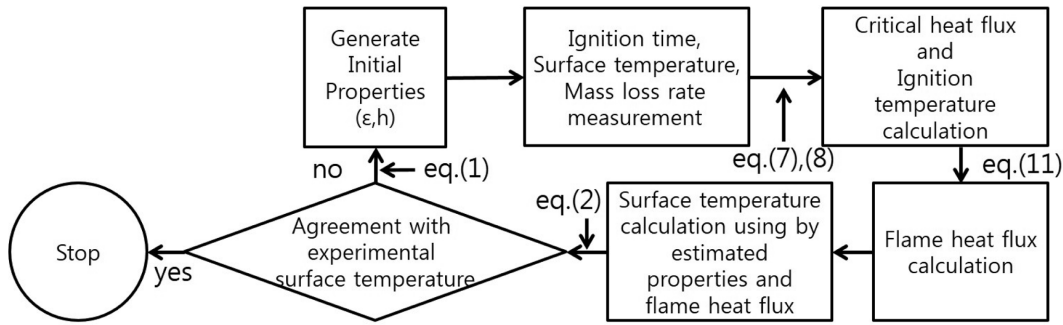 Generate
Initial
Properties
(ε,h)
Ignition time,
Surface temperature,
Mass loss rate
measurement
eq.(7),(8)
Critical heat flux
and
Ignition
temperature
calculation
eq.(11)
Flame heat flux
calculation
Surface temperature
calculation using by
estimated
properties and
flame heat flux
eq.(2)
Agreement with
experimental
surface temperature
no
eq.(1)
yes
Stop